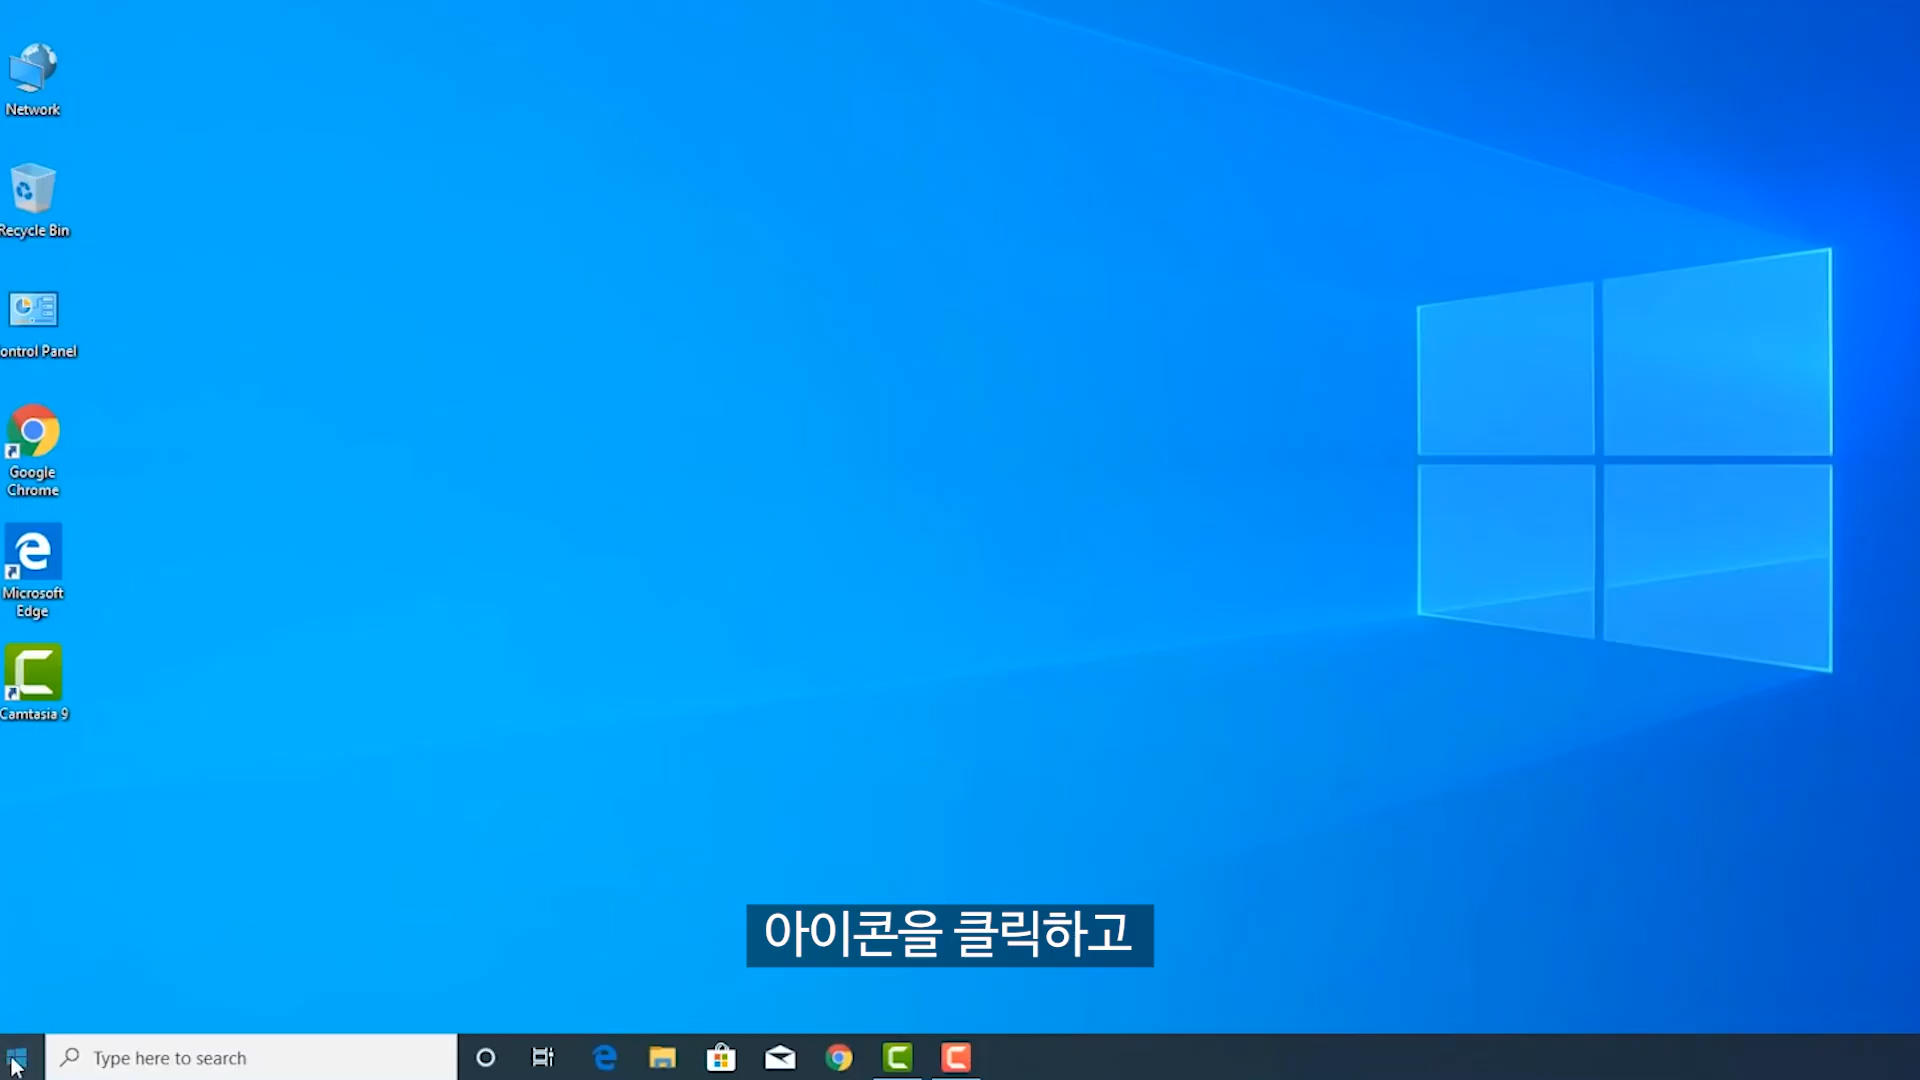 Network
Recycle Bin
ontrol Panel
Google
Chrome
Microsoft
Edge
Camtasia 9
아이콘을 클릭하고
Type here to search